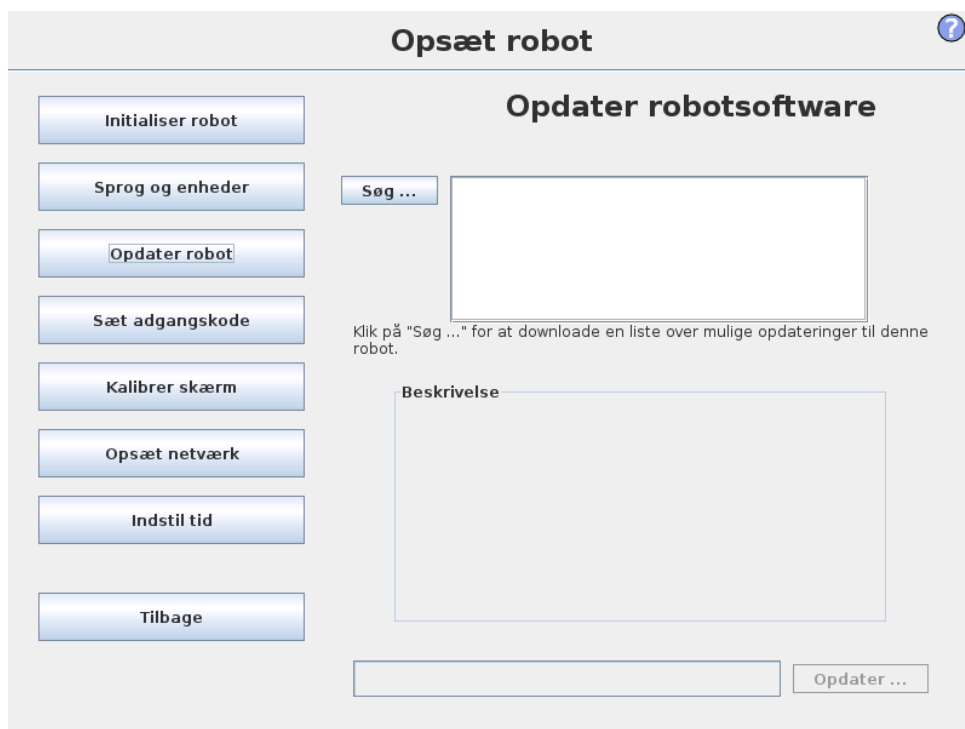 Opsæt robot
?
Opdater robotsoftware
Initialiser robot
Sprog og enheder
Opdater robot
Sæt adgangskode
Kalibrer skærm
Opsæt netværk
Indstil tid
Tilbage
Søg ...
Klik på "Søg ..." for at downloade en liste over mulige opdateringer til denne
robot.
Beskrivelse
Opdater ...